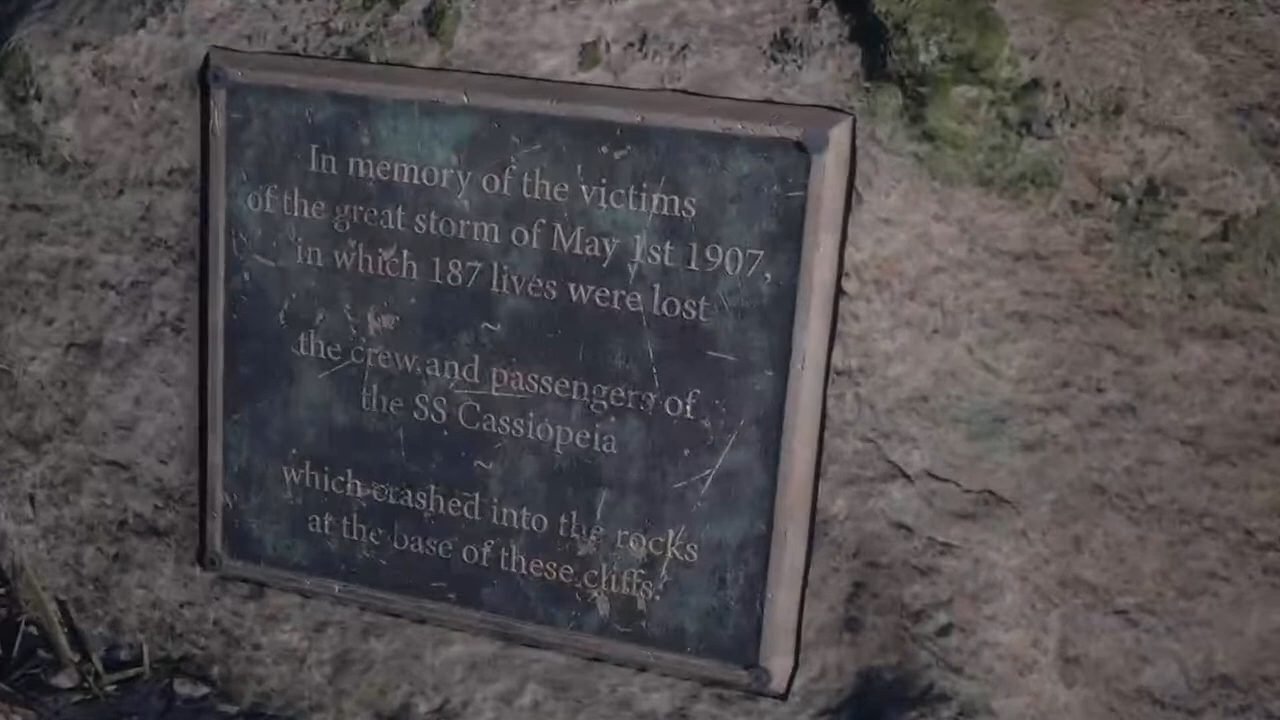 In memory of the victims
of the great storm of May 1st 1907,
in which 187 lives were lost
~
the crew and passengers of
the SS Cassiopeia
~
which crashed into the rocks
at the base of these cliffs.